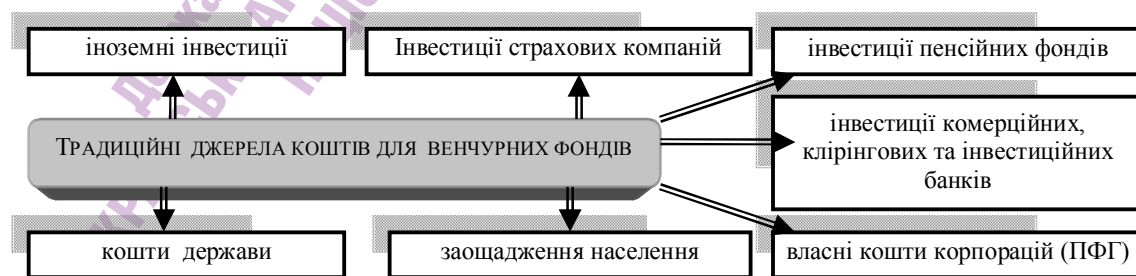 іноземні інвестиції
Інвестиції страхових компаній
інвестиції пенсійних фондів
ТРАДИЦІЙНІ ДЖЕРЕЛА КОШТІВ ДЛЯ ВЕНЧУРНИХ ФОНДІВ
інвестиції комерційних,
клірінгових та інвестиційних
банків
кошти держави
заощадження населення
власні кошти корпорацій (ПФГ)